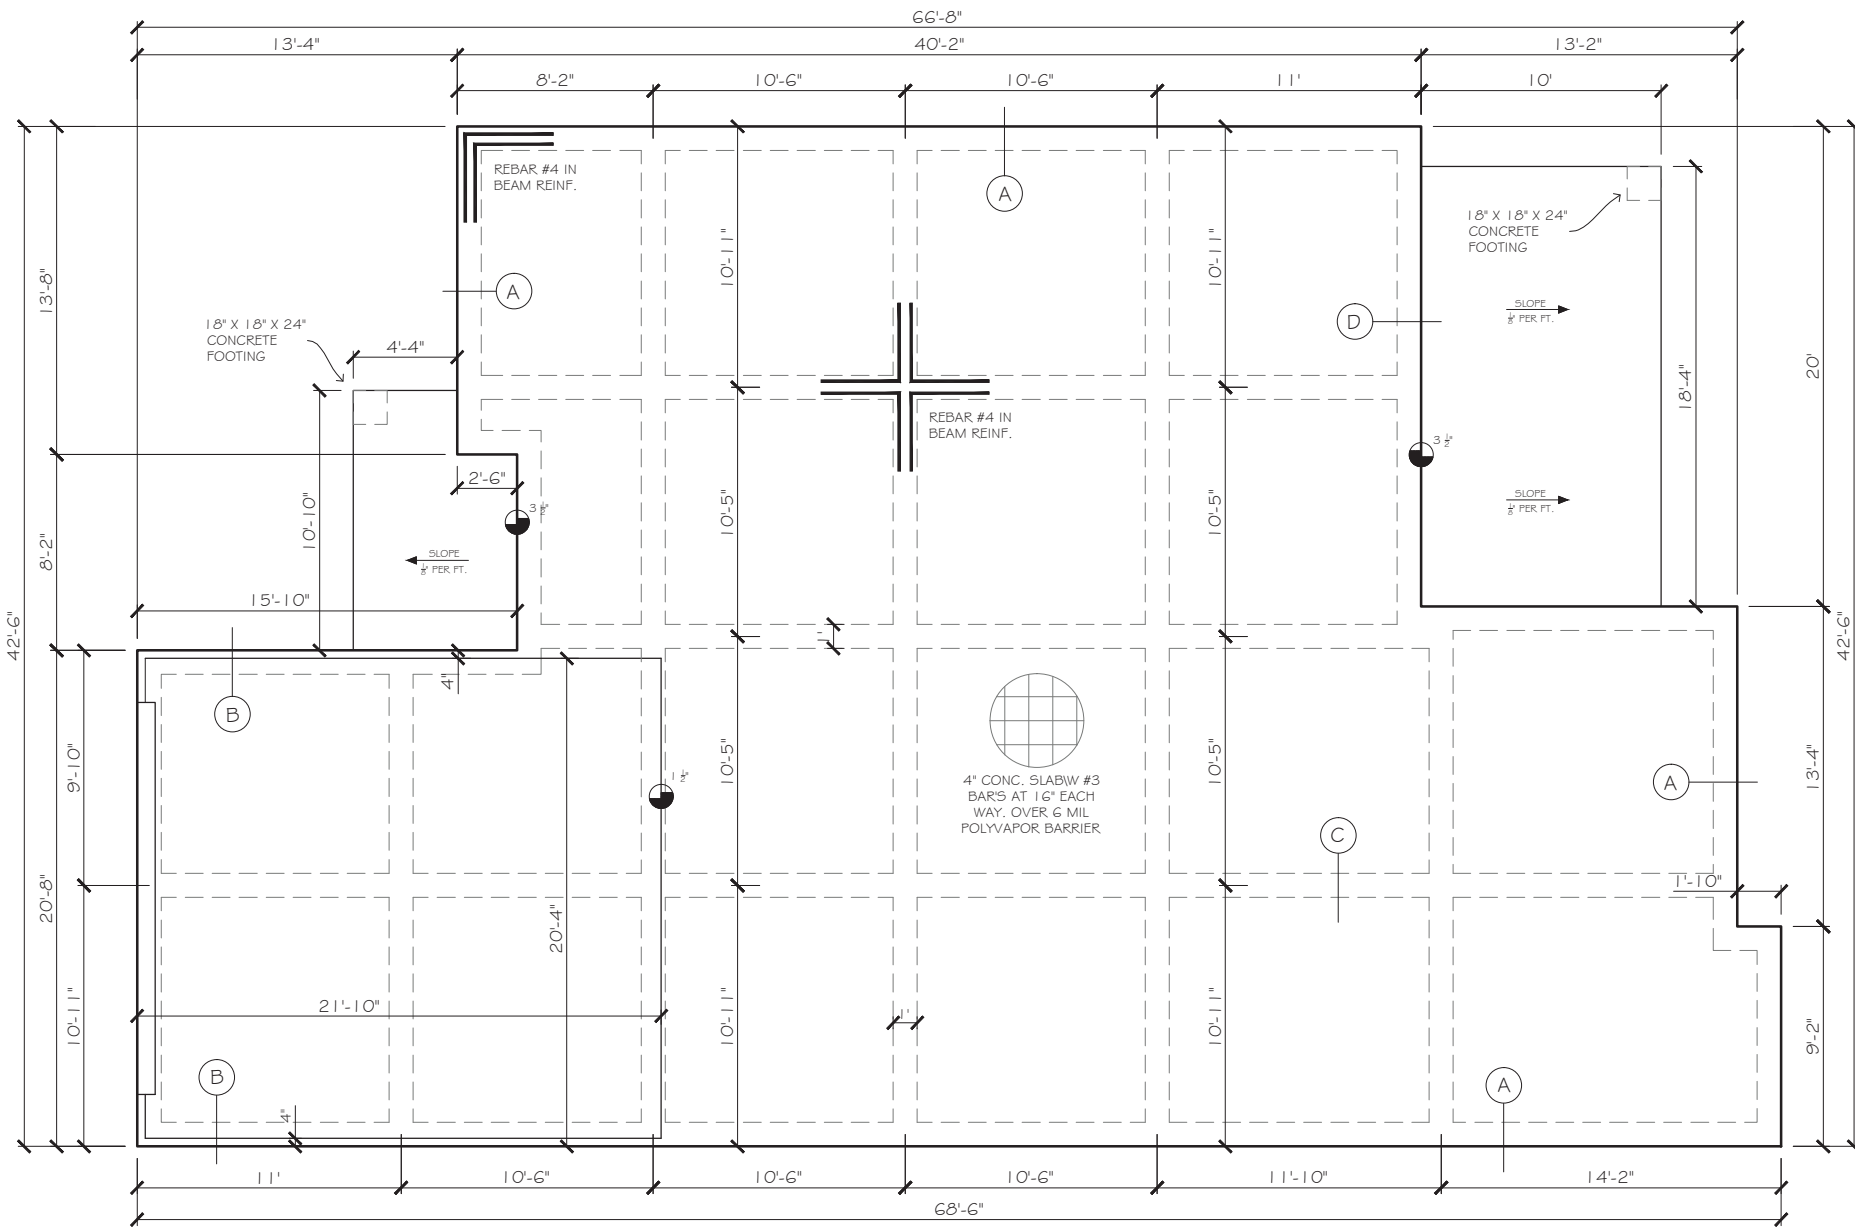 66'-8"
13'-4"
40'-2"
13'-2"
8'-2"
10'-6"
10'-6"
11'
10'
REBAR #4 IN
BEAM REINF.
A
18" X 18" X 24"
CONCRETE
FOOTING
10'-11"
10'-11"
13'-8"
A
SLOPE
1/8" PER FT.
D
18" X 18" X 24"
CONCRETE
FOOTING
4'-4"
20'
18'-4"
REBAR #4 IN
BEAM REINF.
3 1/2"
2'-6"
3 1/2"
10'-10"
10'-5"
10'-5"
SLOPE
1/8" PER FT.
8'-2"
SLOPE
1/8" PER FT.
15'-10"
42'-6"
1'
42'-6"
4"
B
9'-10"
10'-5"
10'-5"
1 1/2"
4" CONC. SLAB\W #3
BAR'S AT 16" EACH
WAY. OVER 6 MIL
POLYVAPOR BARRIER
A
13'-4"
C
1'-10"
20'-8"
20'-4"
21'-10"
10'-11"
10'-11"
10'-11"
1'
9'-2"
B
A
4"
11'
10'-6"
10'-6"
10'-6"
11'-10"
14'-2"
68'-6"